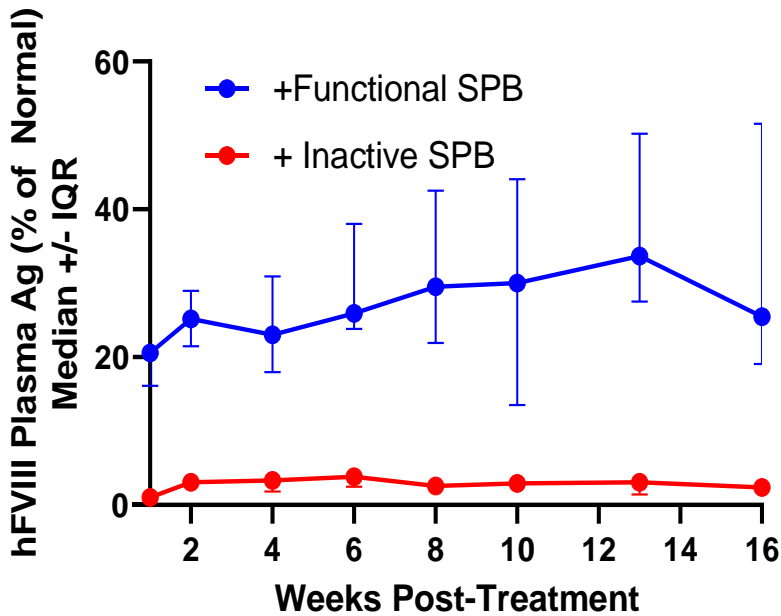 hFVIII Plasma Ag (% of Normal)
Median +/- IQR
60
40
20
0
+Functional SPB
+ Inactive SPB
2 4 6 8 10 12 14 16
Weeks Post-Treatment